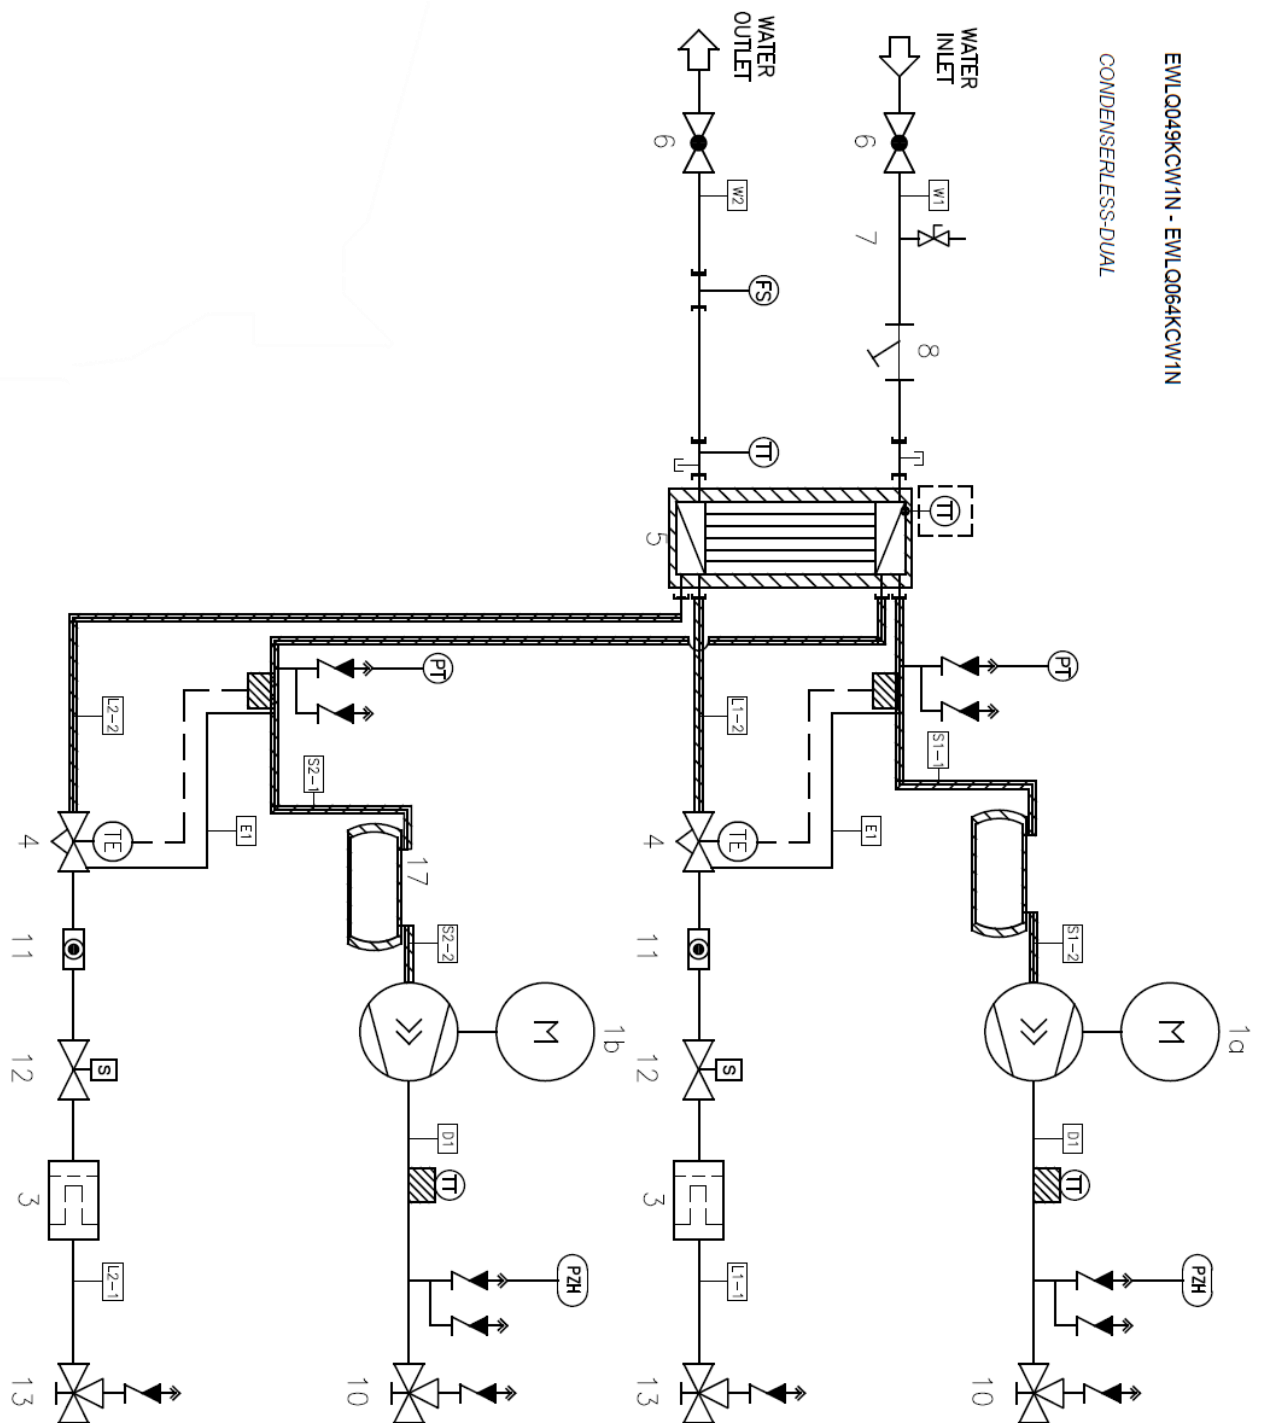 EWLQ049KCW1N - EWLQ064KCW1N
CONDENSERLESS-DUAL
WATER
INLET
WATER
OUTLET
6
6
W1
W2
7
FS
8
TT
TT
5
PT
PT
L1-2
L2-2
S1-1
S2-1
4
TE
E1
4
TE
E1
17
S1-2
S2-2
11
11
1a
M
1b
M
12
S
12
S
D1
D1
TT
TT
3
3
PZH
PZH
L1-1
L2-1
10
13
10
13